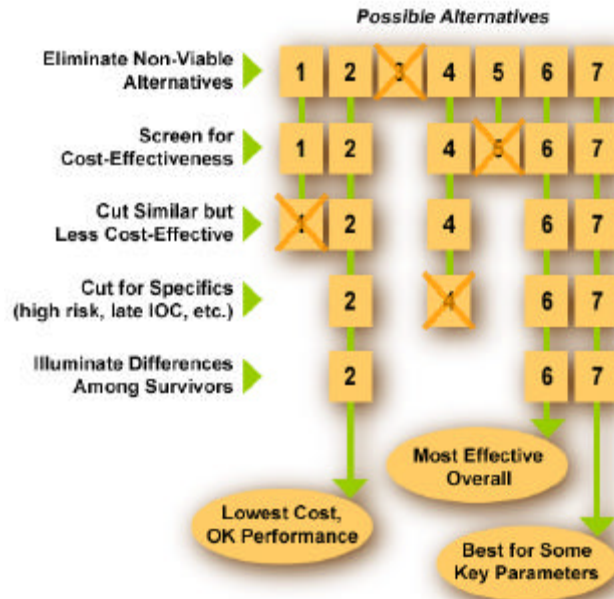 Possible Alternatives
Eliminate Non-Viable
Alternatives
1 2 3 4 5 6 7
Screen for
Cost-Effectiveness
1 2 4 5 6 7
Cut Similar but
Less Cost-Effective
1 2 4 6 7
Cut for Specifics
(high risk, late IOC, etc.)
2 4 6 7
Illuminate Differences
Among Survivors
2 6 7
Most Effective
Overall
Lowest Cost,
OK Performance
Best for Some
Key Parameters